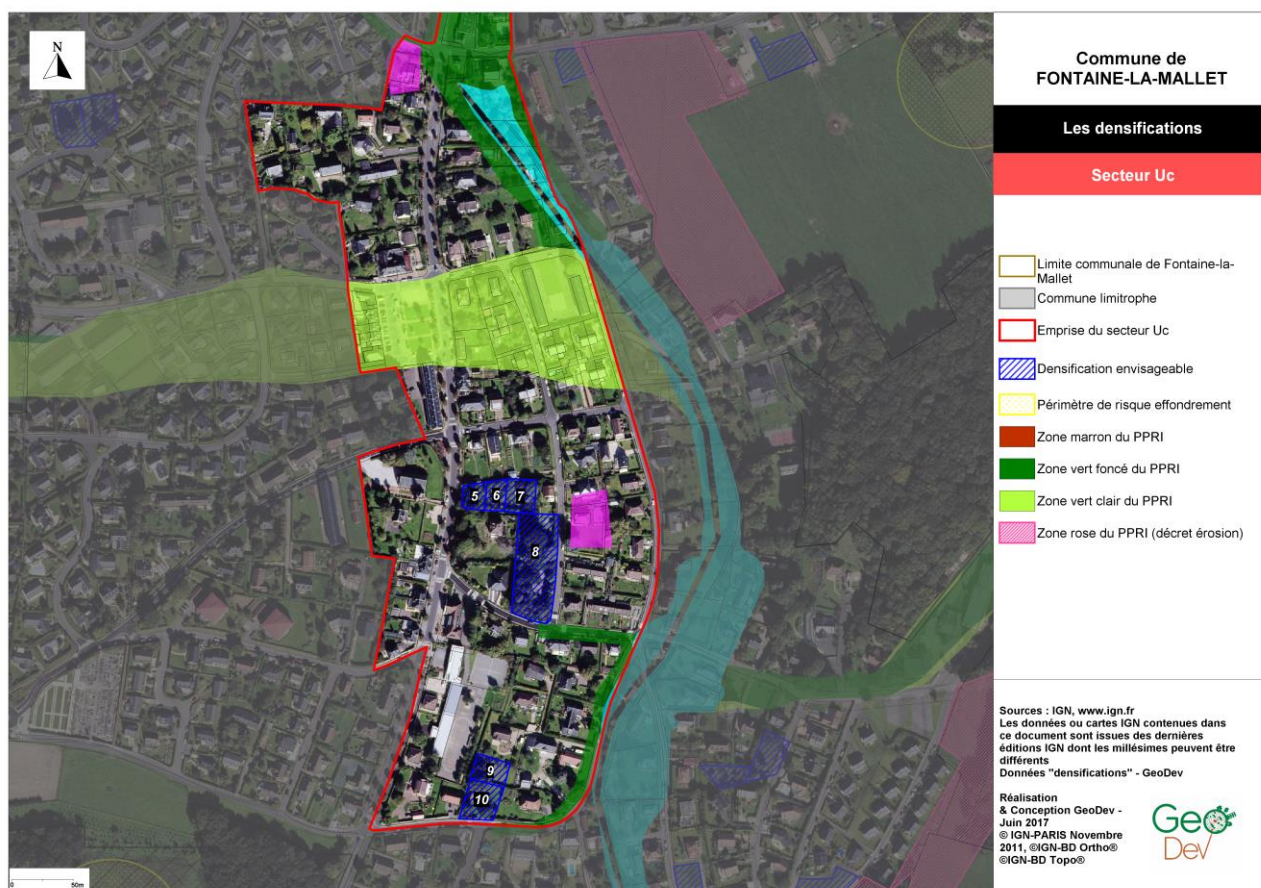 N
5 6 7
8
9
10
0 50m
Commune de
FONTAINE-LA-MALLET
Les densifications
Secteur Uc
Limite communale de Fontaine-la-
Mallet
Commune limitrophe
Emprise du secteur Uc
Densification envisageable
Périmètre de risque effondrement
Zone marron du PPRI
Zone vert foncé du PPRI
Zone vert clair du PPRI
Zone rose du PPRI (décret érosion)
Sources : IGN, www.ign.fr
Les données ou cartes IGN contenues dans
ce document sont issues des dernières
éditions IGN dont les millésimes peuvent être
différents
Données "densifications" - GeoDev
Réalisation
& Conception GeoDev -
Juin 2017
© IGN-PARIS Novembre
2011, ©IGN-BD Ortho®
©IGN-BD Topo®
Geo
Dev